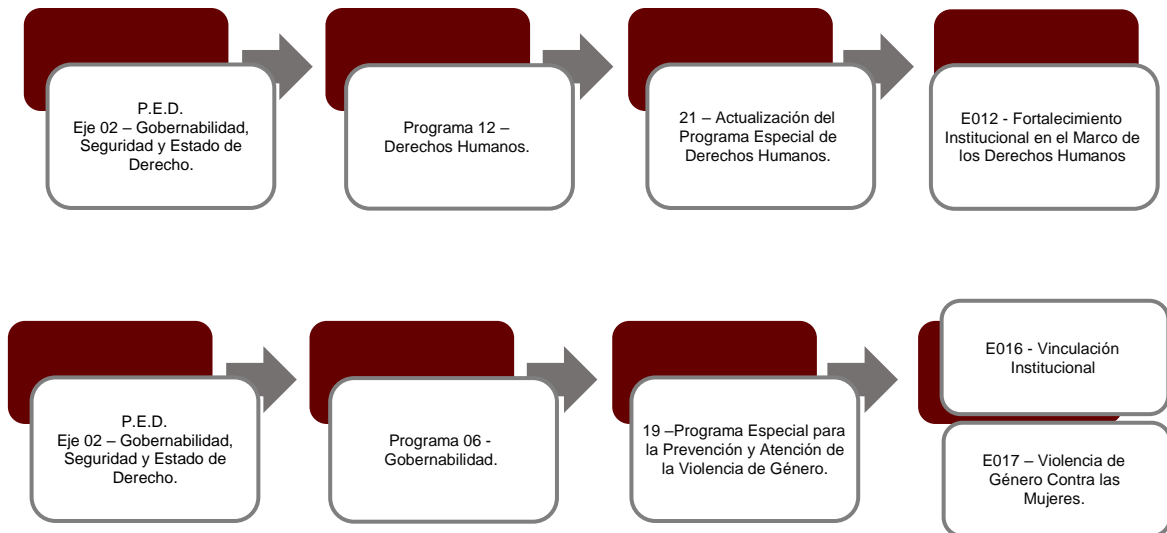 P.E.D.
Eje 02 – Gobernabilidad,
Seguridad y Estado de
Derecho.
Programa 12 –
Derechos Humanos.
21 – Actualización del
Programa Especial de
Derechos Humanos.
E012 - Fortalecimiento
Institucional en el Marco de
los Derechos Humanos
P.E.D.
Eje 02 – Gobernabilidad,
Seguridad y Estado de
Derecho.
Programa 06 -
Gobernabilidad.
19 –Programa Especial para
la Prevención y Atención de
la Violencia de Género.
E016 - Vinculación
Institucional
E017 – Violencia de
Género Contra las
Mujeres.